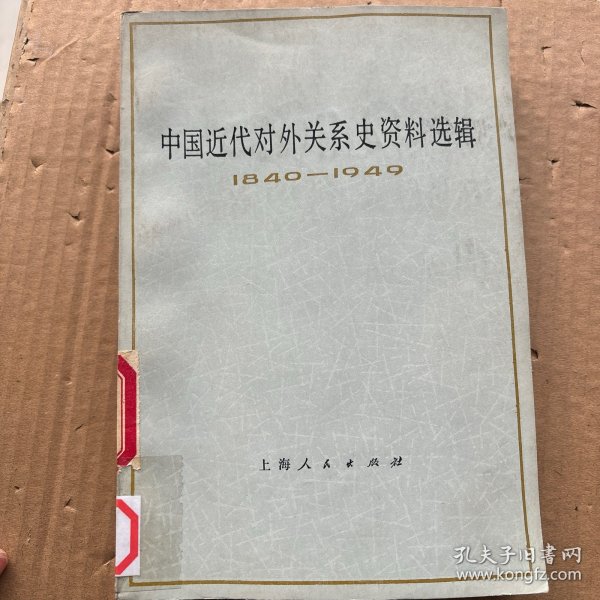 中国近代对外关系史资料选辑
1840—1949
上海人民出版社
孔夫子旧书网
www.kongfz.com